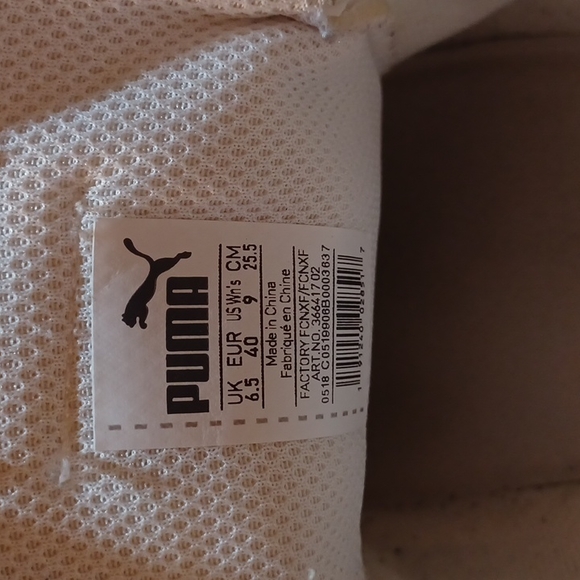 PUMA
UK EUR US Wn's CM
6.5 40 9 25.5
Made in China
Fabriqué en Chine
FACTORY FCNXF/FCNXF
ART.NO. 366417 02
0518 C0519906B0003637